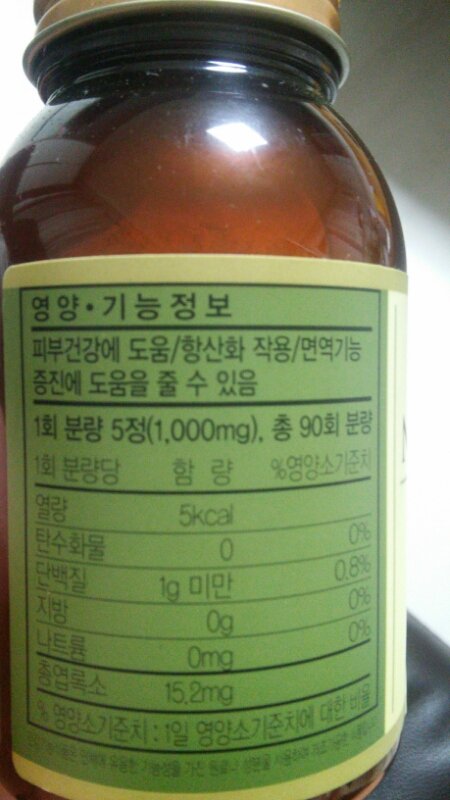 영양·기능정보
피부건강에 도움/항산화 작용/면역기능
증진에 도움을 줄 수 있음
1회 분량 5정(1,000mg), 총 90회 분량
1회 분량당 함 량 %영양소기준치
열량 5kcal
탄수화물 0 0%
단백질 1g 미만 0.8%
지방 0g 0%
나트륨 0mg 0%
총엽록소 15.2mg
% 영양소기준치 : 1일 영양소기준치에 대한 비율